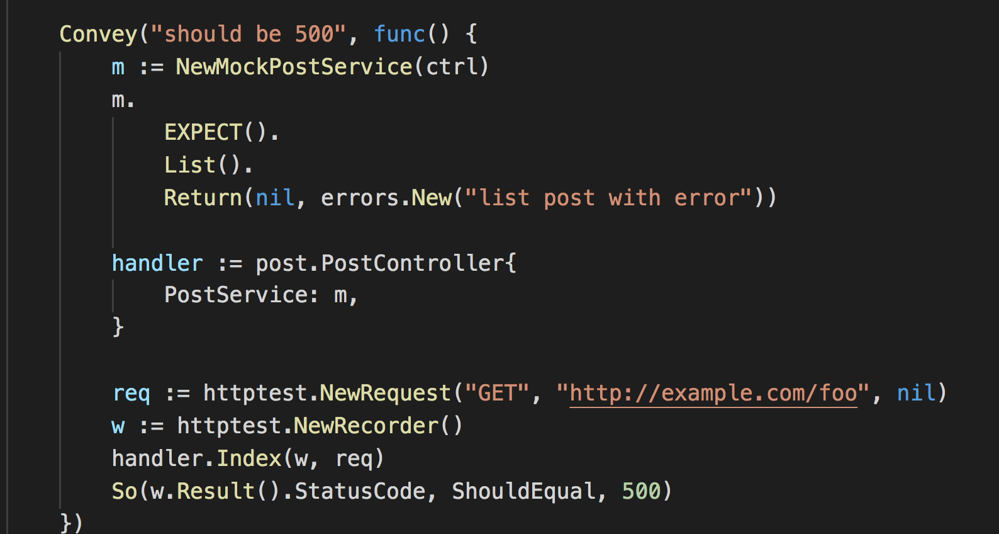 Convey("should be 500", func() {
m := NewMockPostService(ctrl)
m.
EXPECT().
List().
Return(nil, errors.New("list post with error"))
handler := post.PostController{
PostService: m,
}
req := httptest.NewRequest("GET", "http://example.com/foo", nil)
w := httptest.NewRecorder()
handler.Index(w, req)
So(w.Result().StatusCode, ShouldEqual, 500)
})